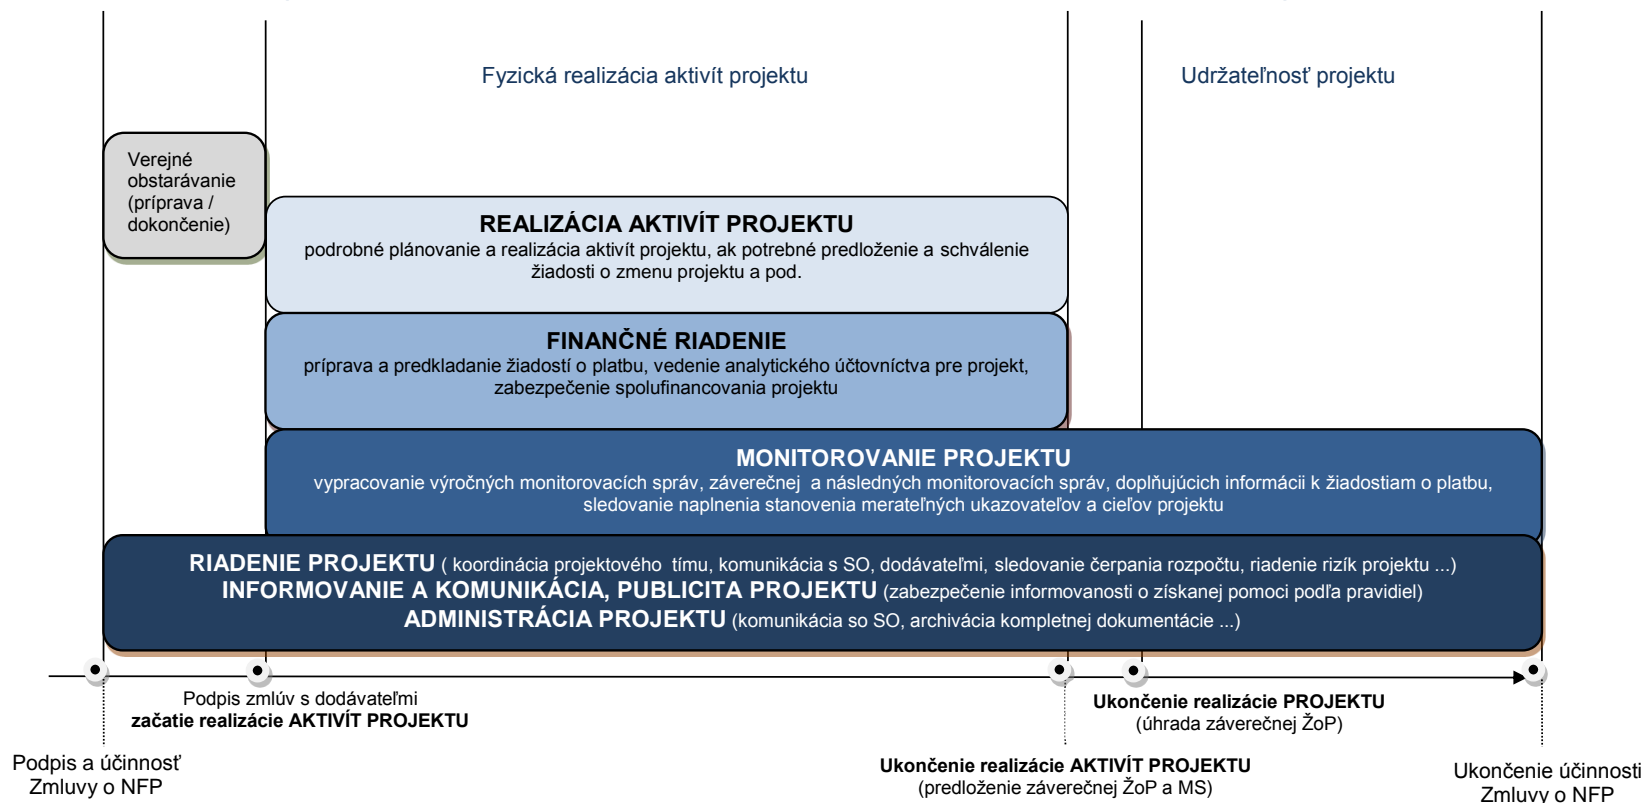 Fyzická realizácia aktivít projektu
Udržateľnosť projektu
Verejné
obstarávanie
(príprava /
dokončenie)
REALIZÁCIA AKTIVÍT PROJEKTU
podrobné plánovanie a realizácia aktivít projektu, ak potrebné predloženie a schválenie
žiadosti o zmenu projektu a pod.
FINANČNÉ RIADENIE
príprava a predkladanie žiadostí o platbu, vedenie analytického účtovníctva pre projekt,
zabezpečenie spolufinancovania projektu
MONITOROVANIE PROJEKTU
vypracovanie výročných monitorovacích správ, záverečnej a následných monitorovacích správ, doplňujúcich informácii k žiadostiam o platbu,
sledovanie naplnenia stanovenia merateľných ukazovateľov a cieľov projektu
RIADENIE PROJEKTU ( koordinácia projektového tímu, komunikácia s SO, dodávateľmi, sledovanie čerpania rozpočtu, riadenie rizík projektu ...)
INFORMOVANIE A KOMUNIKÁCIA, PUBLICITA PROJEKTU (zabezpečenie informovanosti o získanej pomoci podľa pravidiel)
ADMINISTRÁCIA PROJEKTU (komunikácia so SO, archivácia kompletnej dokumentácie ...)
Podpis zmlúv s dodávateľmi
začatie realizácie AKTIVÍT PROJEKTU
Ukončenie realizácie PROJEKTU
(úhrada záverečnej ŽoP)
Podpis a účinnosť
Zmluvy o NFP
Ukončenie realizácie AKTIVÍT PROJEKTU
(predloženie záverečnej ŽoP a MS)
Ukončenie účinnosti
Zmluvy o NFP